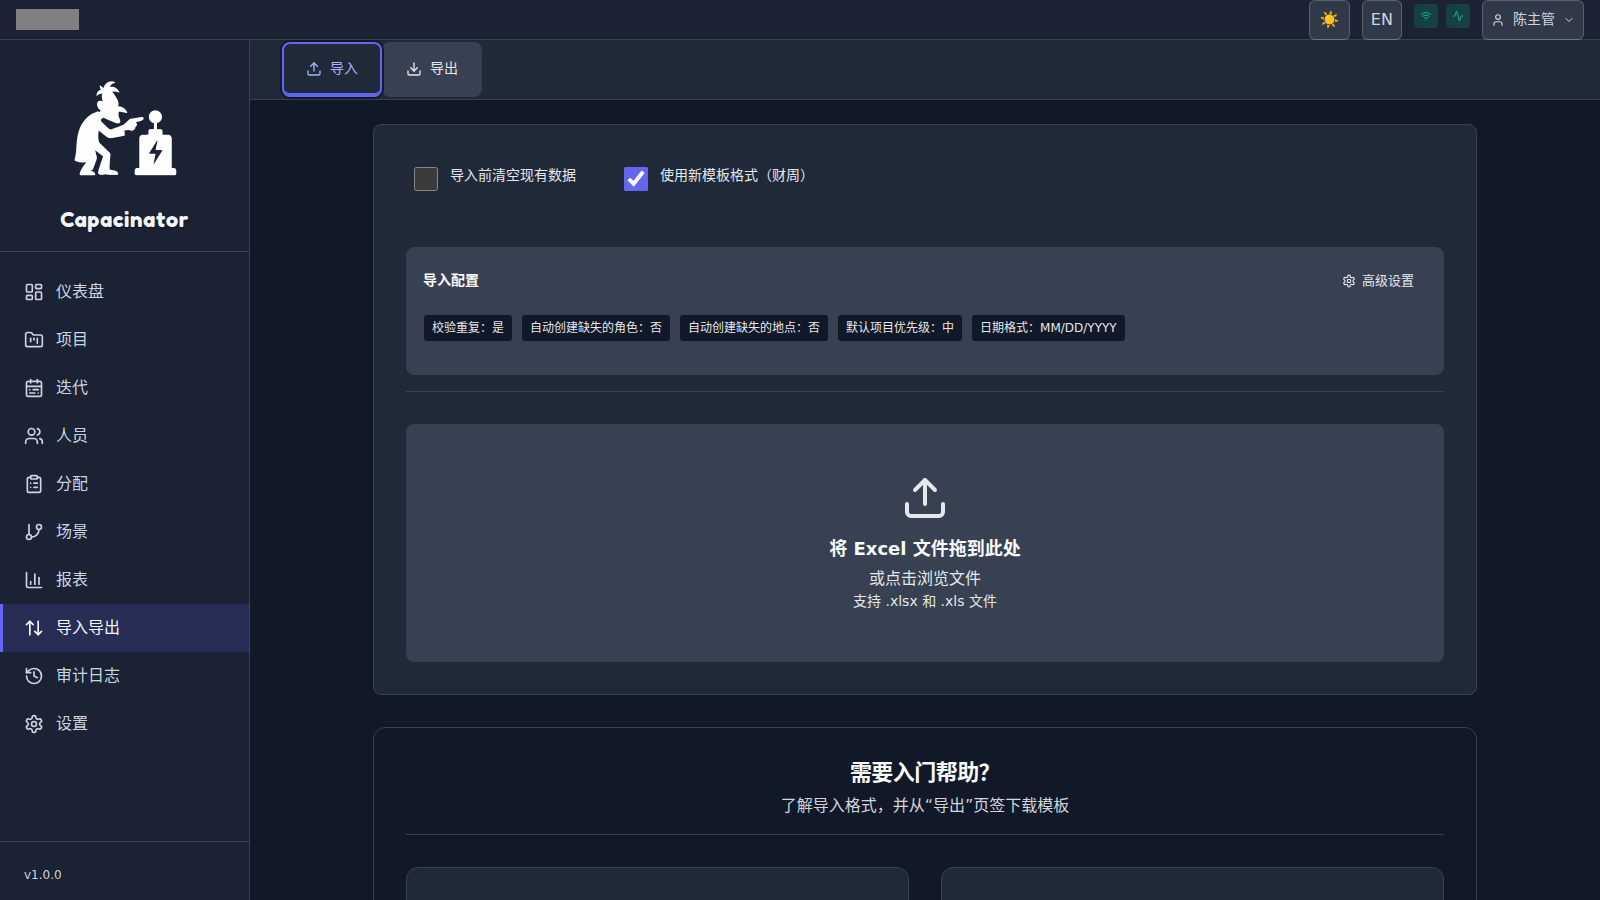 EN
陈主管
Capacinator
仪表盘
项目
迭代
人员
分配
场景
报表
导入导出
审计日志
设置
v1.0.0
导入
导出
导入前清空现有数据
使用新模板格式（财周）
导入配置
高级设置
校验重复：是
自动创建缺失的角色：否
自动创建缺失的地点：否
默认项目优先级：中
日期格式：MM/DD/YYYY
将 Excel 文件拖到此处
或点击浏览文件
支持 .xlsx 和 .xls 文件
需要入门帮助？
了解导入格式，并从“导出”页签下载模板